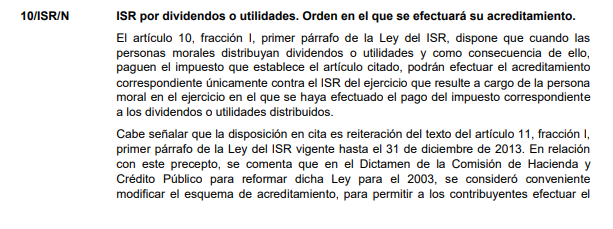 10/ISR/N ISR por dividendos o utilidades. Orden en el que se efectuará su acreditamiento.
El artículo 10, fracción I, primer párrafo de la Ley del ISR, dispone que cuando las
personas morales distribuyan dividendos o utilidades y como consecuencia de ello,
paguen el impuesto que establece el artículo citado, podrán efectuar el acreditamiento
correspondiente únicamente contra el ISR del ejercicio que resulte a cargo de la persona
moral en el ejercicio en el que se haya efectuado el pago del impuesto correspondiente
a los dividendos o utilidades distribuidos.
Cabe señalar que la disposición en cita es reiteración del texto del artículo 11, fracción I,
primer párrafo de la Ley del ISR vigente hasta el 31 de diciembre de 2013. En relación
con este precepto, se comenta que en el Dictamen de la Comisión de Hacienda y
Crédito Público para reformar dicha Ley para el 2003, se consideró conveniente
modificar el esquema de acreditamiento, para permitir a los contribuyentes efectuar el